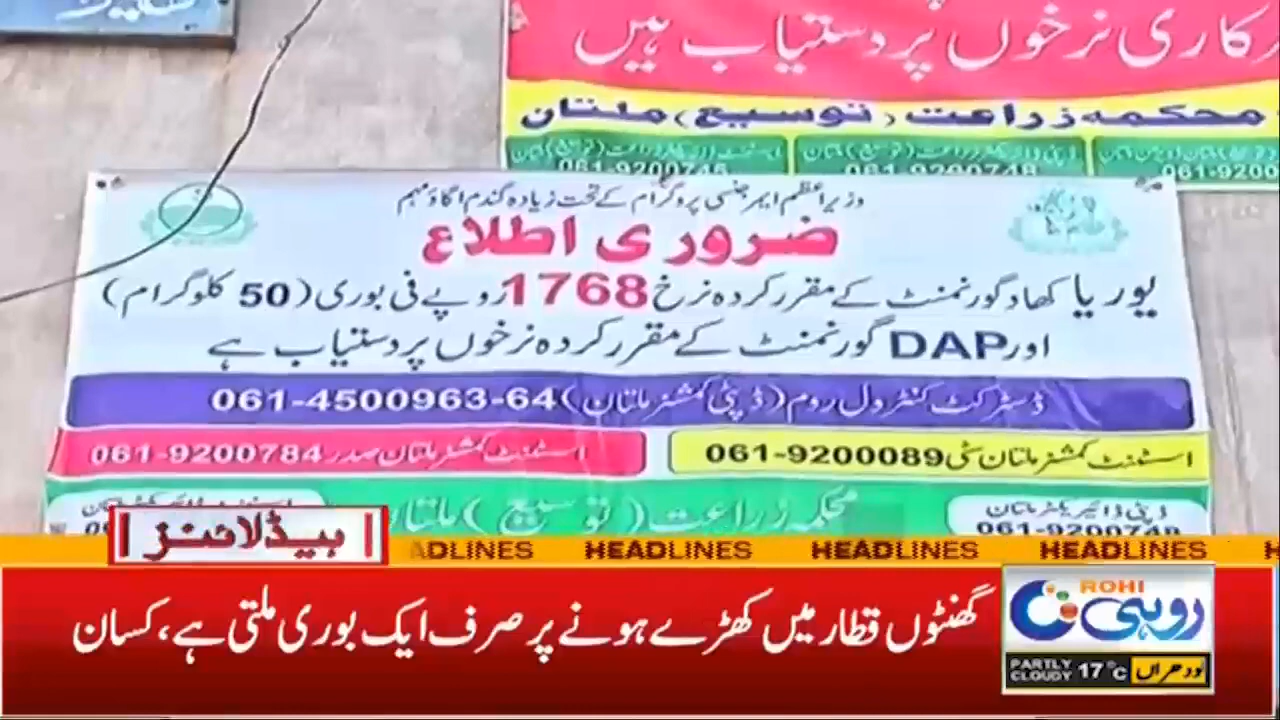 کاری نرخوں پر دستیاب ہیں
محکمہ زراعت (توسیع) ملتان
061-9200748
061-9200
وزیراعظم ایمرجنسی پروگرام کے تحت زیادہ گندم اگاؤ مہم
ضروری اطلاع
یوریا کھاد گورنمنٹ کے مقرر کردہ نرخ 1768 روپے فی بوری (50 کلوگرام)
اور DAP گورنمنٹ کے مقرر کردہ نرخوں پر دستیاب ہے
ڈسٹرکٹ کنٹرول روم (ڈپٹی کمشنر ملتان) 061-4500963-64
اسسٹنٹ کمشنر ملتان سٹی 061-9200089
اسسٹنٹ کمشنر ملتان صدر 061-9200784
محکمہ زراعت (توسیع) ملتان
ڈپٹی ڈائریکٹر ملتان
061-9200748
ہیڈلائنز
ADLINES HEADLINES HEADLINES HEADLINES H
گھنٹوں قطار میں کھڑے ہونے پر صرف ایک بوری ملتی ہے، کسان
ROHI
روہی
PARTLY CLOUDY 17°C لودھراں